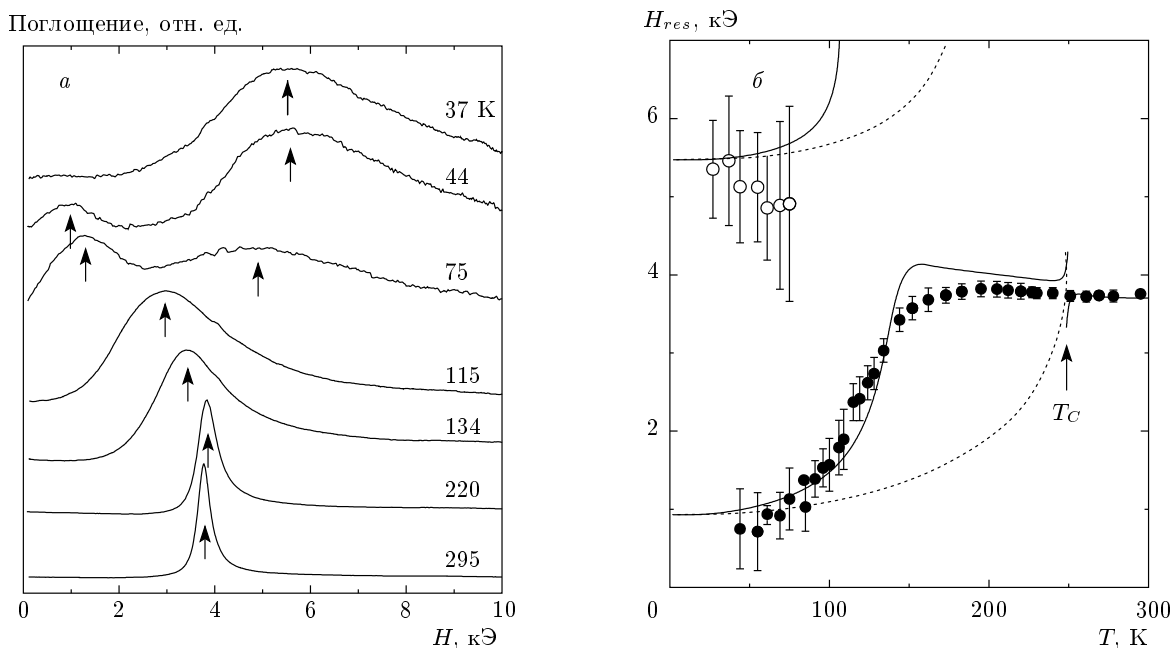 Поглощение, отн. ед.
а
37 K
44
75
115
134
220
295
0 2 4 6 8 10
H, кЭ
H_res, кЭ
б
6
4
2
T_C
0 100 200 300
T, K